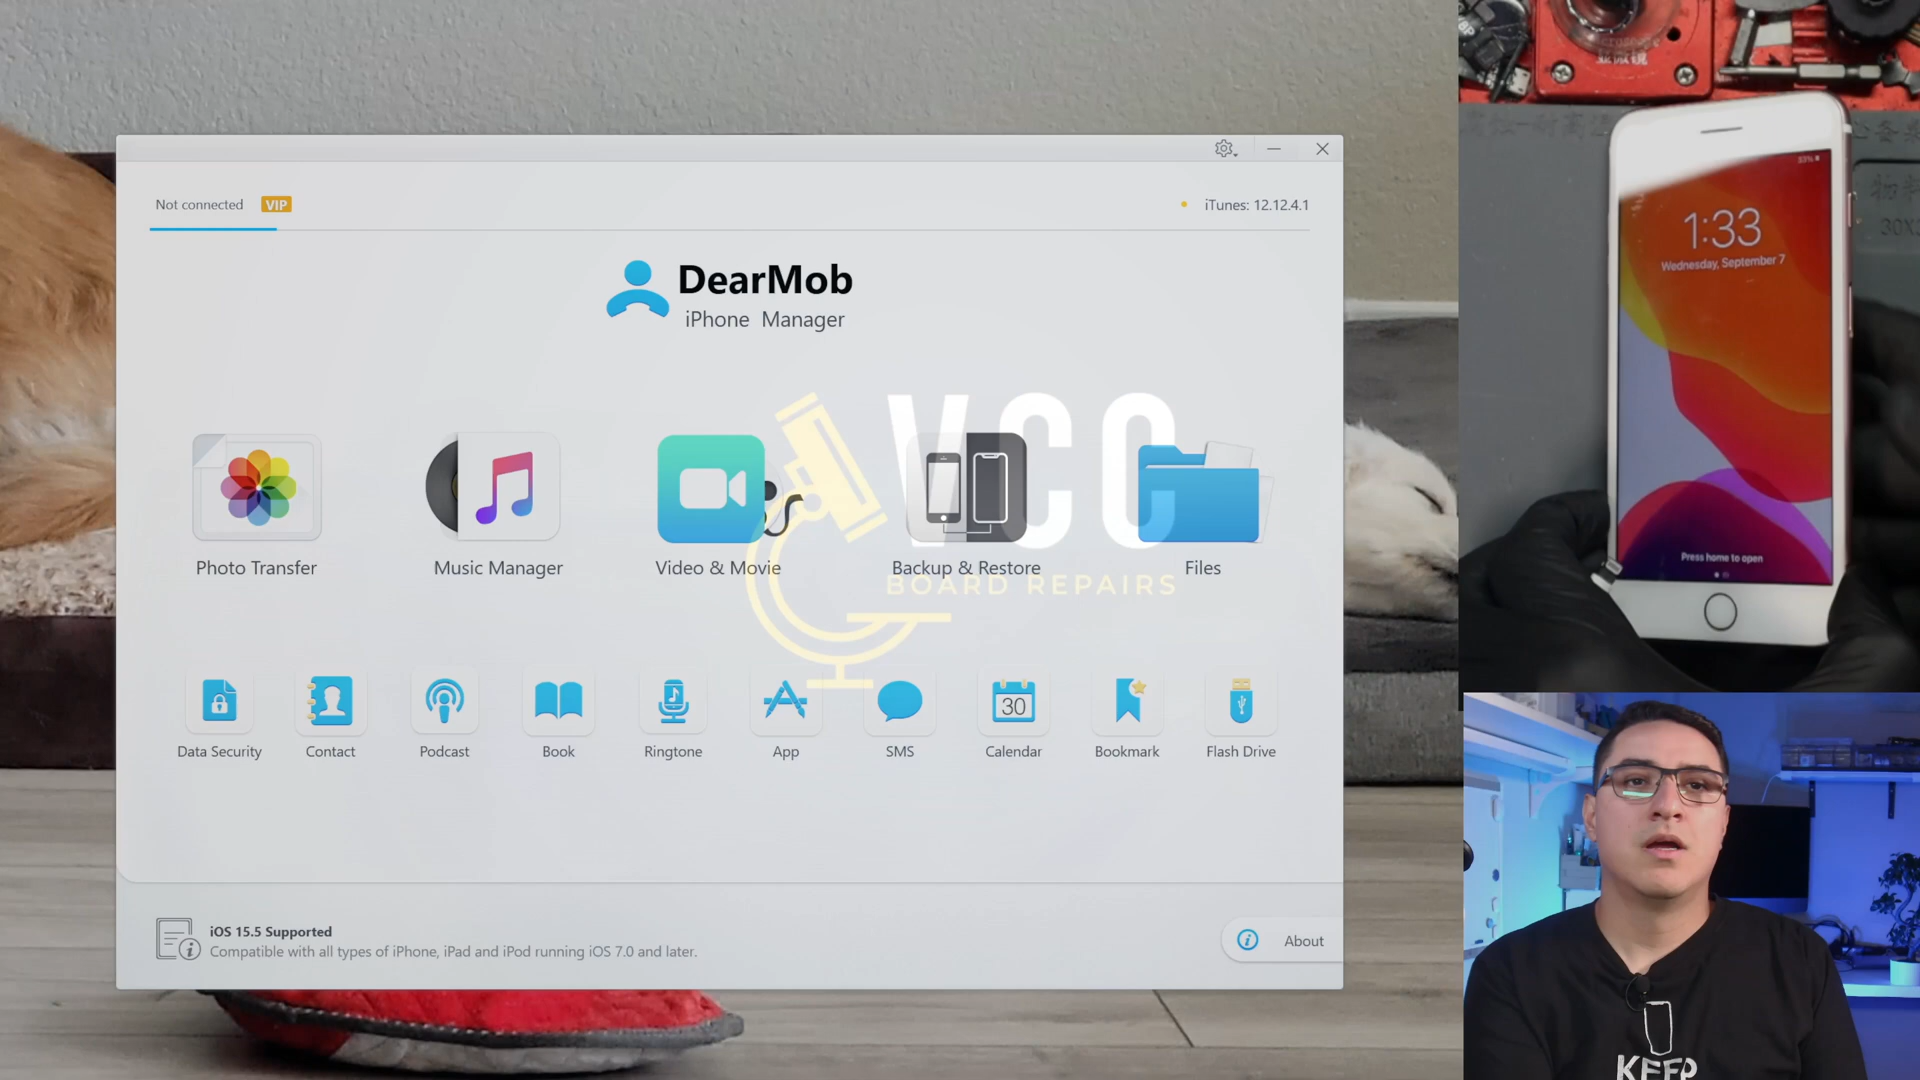 Not connected VIP
iTunes: 12.12.4.1
DearMob
iPhone Manager
VCC
BOARD REPAIRS
Photo Transfer
Music Manager
Video & Movie
Backup & Restore
Files
30
Data Security
Contact
Podcast
Book
Ringtone
App
SMS
Calendar
Bookmark
Flash Drive
iOS 15.5 Supported
Compatible with all types of iPhone, iPad and iPod running iOS 7.0 and later.
About
33%
1:33
Wednesday, September 7
Press home to open
KEEP